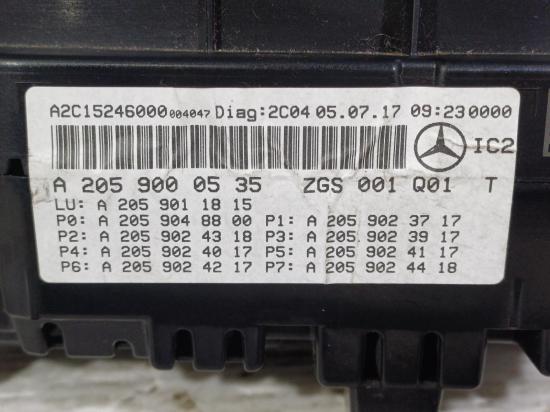 A2C15246000004047 Diag:2C04 05.07.17 09:230000
IC2
A 205 900 0535 ZGS 001 Q01 T
LU: A 205 901 18 15
P0: A 205 904 88 00 P1: A 205 902 37 17
P2: A 205 902 43 18 P3: A 205 902 39 17
P4: A 205 902 40 17 P5: A 205 902 41 17
P6: A 205 902 42 17 P7: A 205 902 44 18